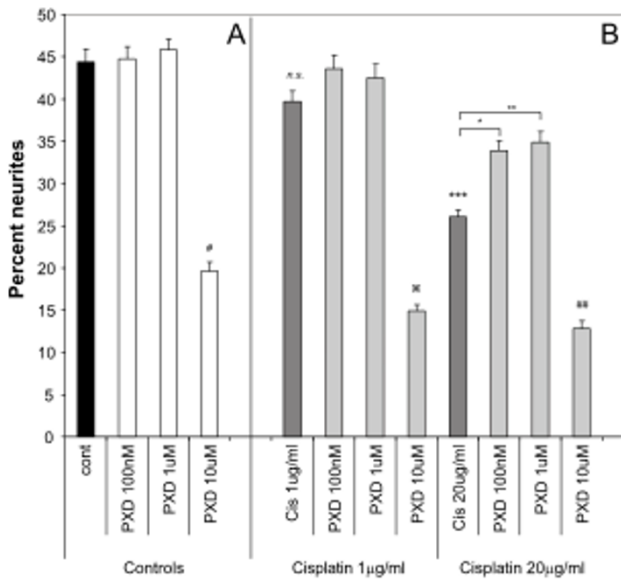 50
45
40
35
30
25
20
15
10
5
0
Percent neurites
A
B
#
n.s.
***
*
**
cont
PXD 100nM
PXD 1uM
PXD 10uM
Cis 1ug/ml
PXD 100nM
PXD 1uM
PXD 10uM
Cis 20ug/ml
PXD 100nM
PXD 1uM
PXD 10uM
Controls
Cisplatin 1µg/ml
Cisplatin 20µg/ml